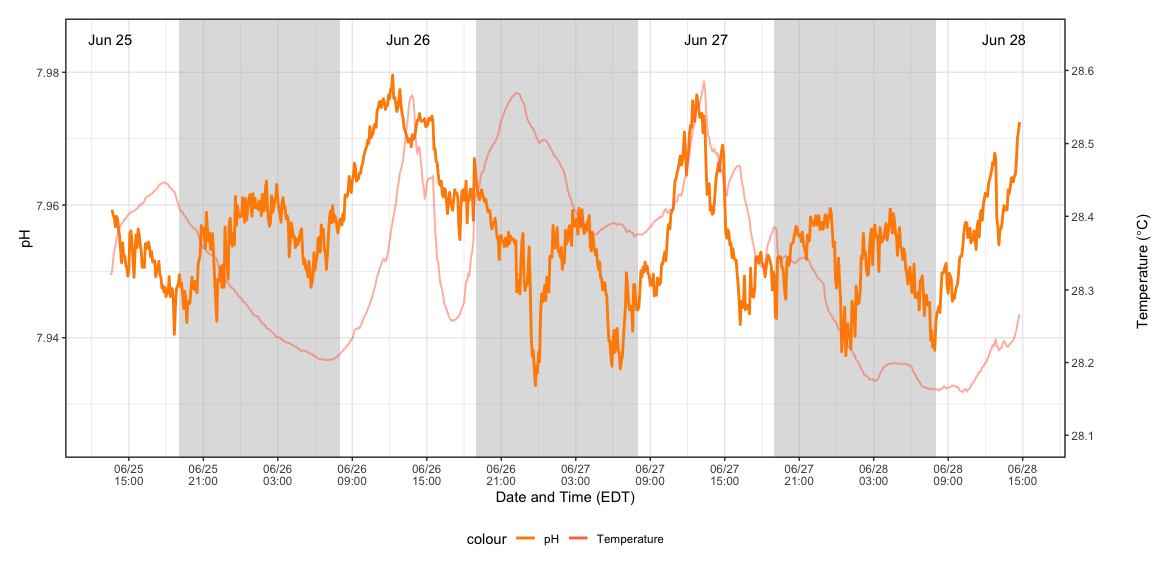 Jun 25 Jun 26 Jun 27 Jun 28
7.98
7.96
7.94
pH
28.6
28.5
28.4
28.3
28.2
28.1
Temperature (°C)
06/25 06/25 06/26 06/26 06/26 06/26 06/27 06/27 06/27 06/27 06/28 06/28 06/28
15:00 21:00 03:00 09:00 15:00 21:00 03:00 09:00 15:00 21:00 03:00 09:00 15:00
Date and Time (EDT)
colour pH Temperature